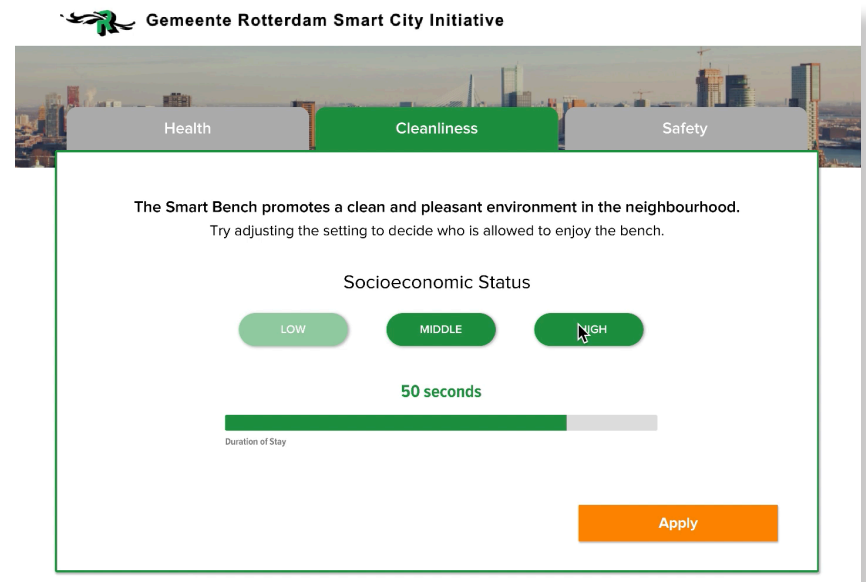 Gemeente Rotterdam Smart City Initiative
Health
Cleanliness
Safety
The Smart Bench promotes a clean and pleasant environment in the neighbourhood.
Try adjusting the setting to decide who is allowed to enjoy the bench.
Socioeconomic Status
LOW
MIDDLE
HIGH
50 seconds
Duration of Stay
Apply